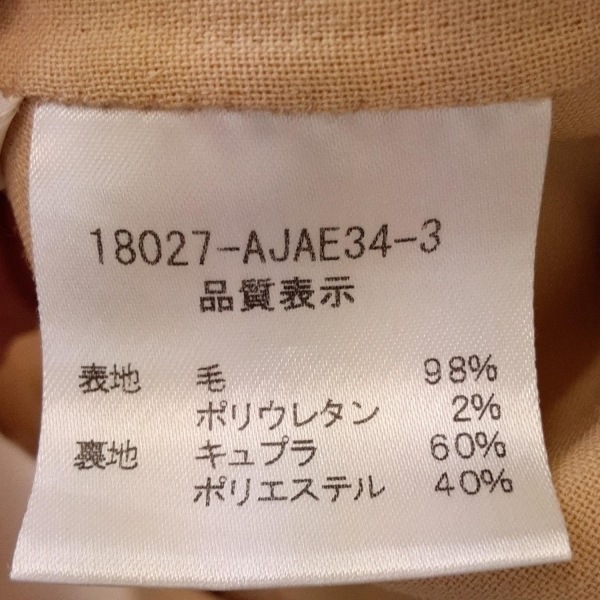 18027-AJAE34-3
品質表示
表地 毛 98%
ポリウレタン 2%
裏地 キュプラ 60%
ポリエステル 40%